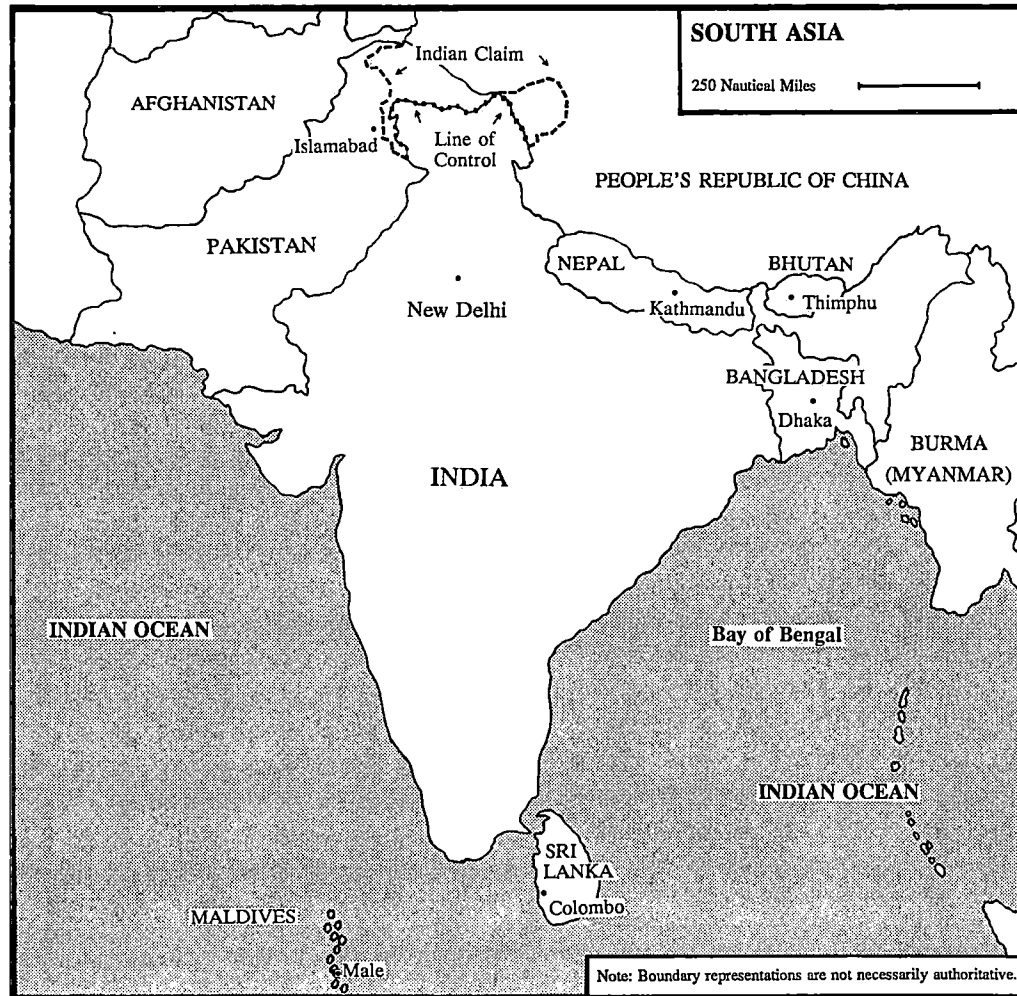 SOUTH ASIA
250 Nautical Miles
Indian Claim
AFGHANISTAN
Islamabad
Line of
Control
PEOPLE'S REPUBLIC OF CHINA
PAKISTAN
NEPAL
BHUTAN
New Delhi
Kathmandu
Thimphu
BANGLADESH
Dhaka
BURMA
(MYANMAR)
INDIA
INDIAN OCEAN
Bay of Bengal
INDIAN OCEAN
SRI
LANKA
Colombo
MALDIVES
Male
Note: Boundary representations are not necessarily authoritative.